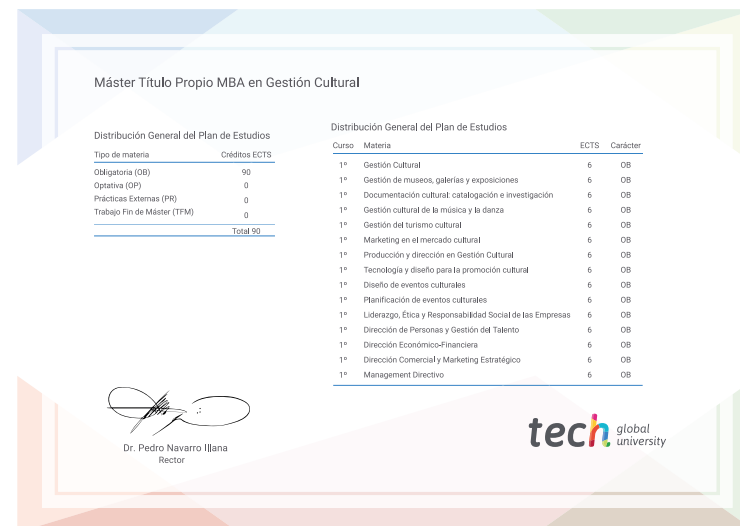 Máster Título Propio MBA en Gestión Cultural
Distribución General del Plan de Estudios
Tipo de materia Créditos ECTS
Obligatoria (OB) 90
Optativa (OP) 0
Prácticas Externas (PR) 0
Trabajo Fin de Máster (TFM) 0
Total 90
Distribución General del Plan de Estudios
Curso Materia ECTS Carácter
1º Gestión Cultural 6 OB
1º Gestión de museos, galerías y exposiciones 6 OB
1º Documentación cultural: catalogación e investigación 6 OB
1º Gestión cultural de la música y la danza 6 OB
1º Gestión del turismo cultural 6 OB
1º Marketing en el mercado cultural 6 OB
1º Producción y dirección en Gestión Cultural 6 OB
1º Tecnología y diseño para la promoción cultural 6 OB
1º Diseño de eventos culturales 6 OB
1º Planificación de eventos culturales 6 OB
1º Liderazgo, Ética y Responsabilidad Social de las Empresas 6 OB
1º Dirección de Personas y Gestión del Talento 6 OB
1º Dirección Económico-Financiera 6 OB
1º Dirección Comercial y Marketing Estratégico 6 OB
1º Management Directivo 6 OB
Dr. Pedro Navarro Illana
Rector
tech global
university